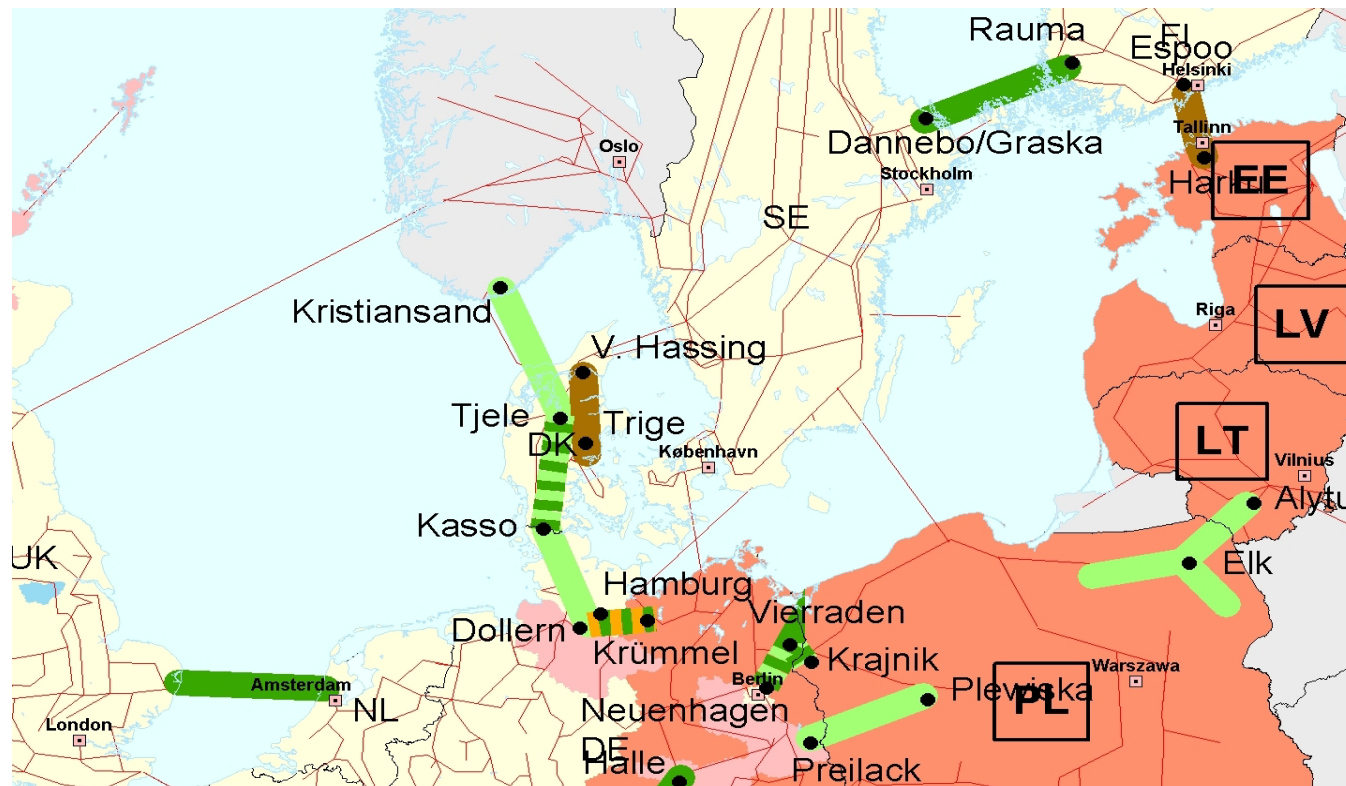 Rauma
FI
Espoo
Helsinki
Dannebo/Graska
Tallinn
Oslo
Stockholm
EE
SE
Kristiansand
Riga
LV
V. Hassing
Tjele
Trige
DK
København
LT
Vilnius
Kasso
UK
Elk
Hamburg
Vierraden
Dollern
Krümmel
Krajnik
Warszawa
Amsterdam
Berlin
Plewiska
NL
Neuenhagen
PL
London
DE
Halle
Preilack